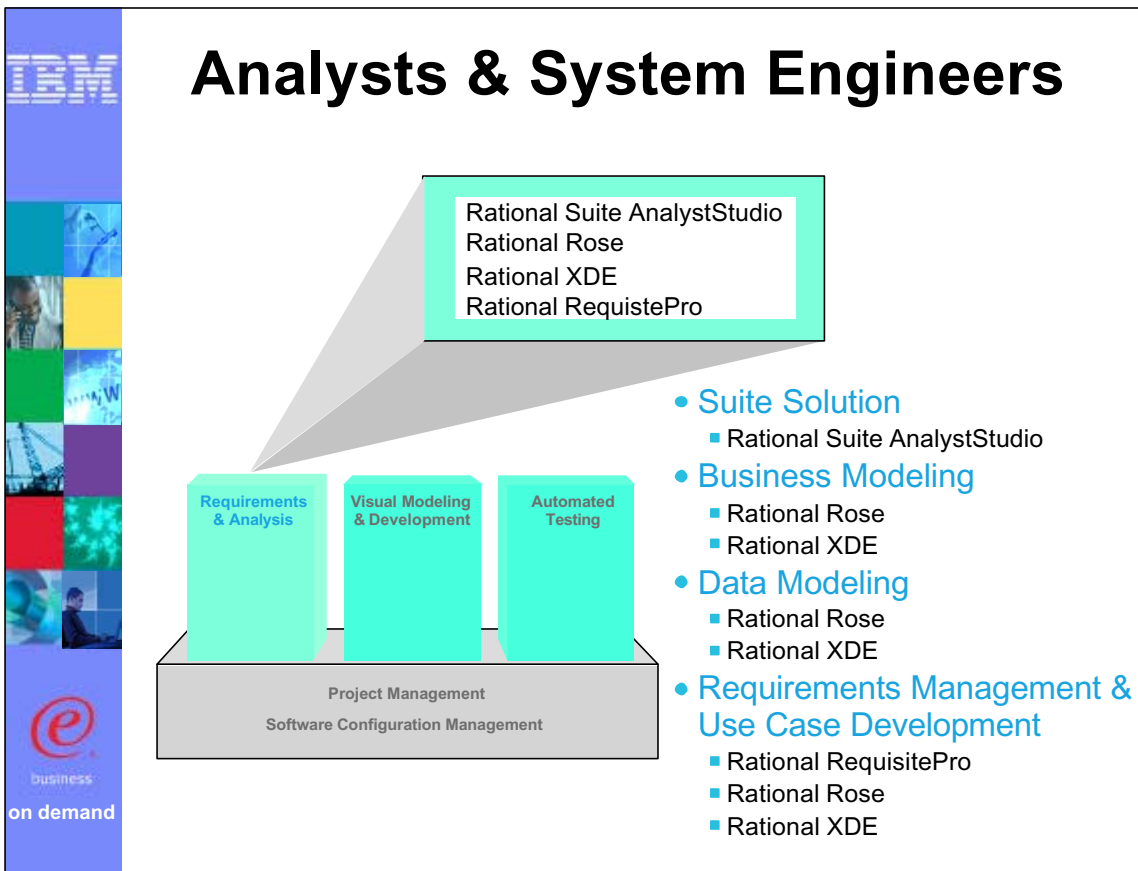 IBM
Analysts & System Engineers
Rational Suite AnalystStudio
Rational Rose
Rational XDE
Rational RequistePro
Requirements
& Analysis
Visual Modeling
& Development
Automated
Testing
Project Management
Software Configuration Management
Suite Solution
Rational Suite AnalystStudio
Business Modeling
Rational Rose
Rational XDE
Data Modeling
Rational Rose
Rational XDE
Requirements Management &
Use Case Development
Rational RequisitePro
Rational Rose
Rational XDE
WWW
e
business
on demand